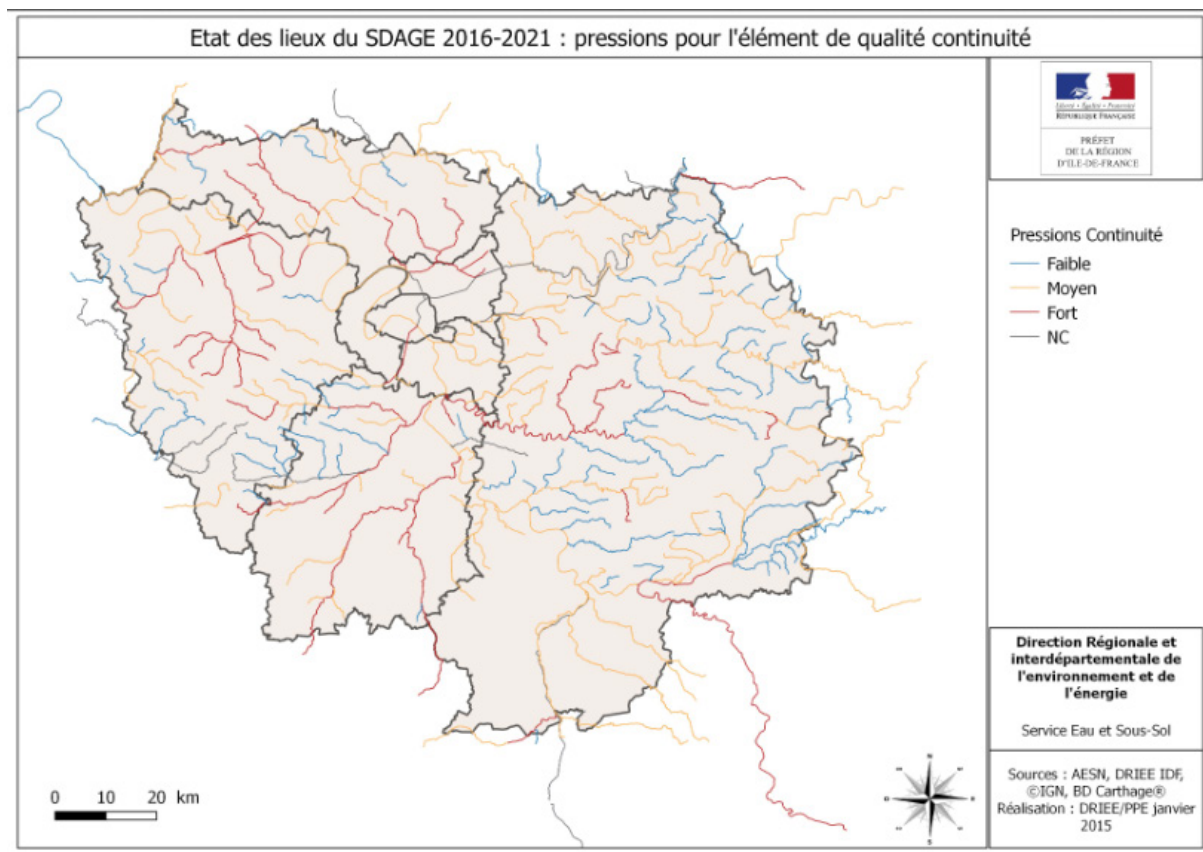 Etat des lieux du SDAGE 2016-2021 : pressions pour l'élément de qualité continuité
Liberté • Égalité • Fraternité
RÉPUBLIQUE FRANÇAISE
PRÉFET
DE LA RÉGION
D'ILE-DE-FRANCE
Pressions Continuité
Faible
Moyen
Fort
NC
Direction Régionale et
interdépartementale de
l'environnement et de
l'énergie
Service Eau et Sous-Sol
Sources : AESN, DRIEE IDF,
©IGN, BD Carthage®
Réalisation : DRIEE/PPE janvier
2015
0 10 20 km